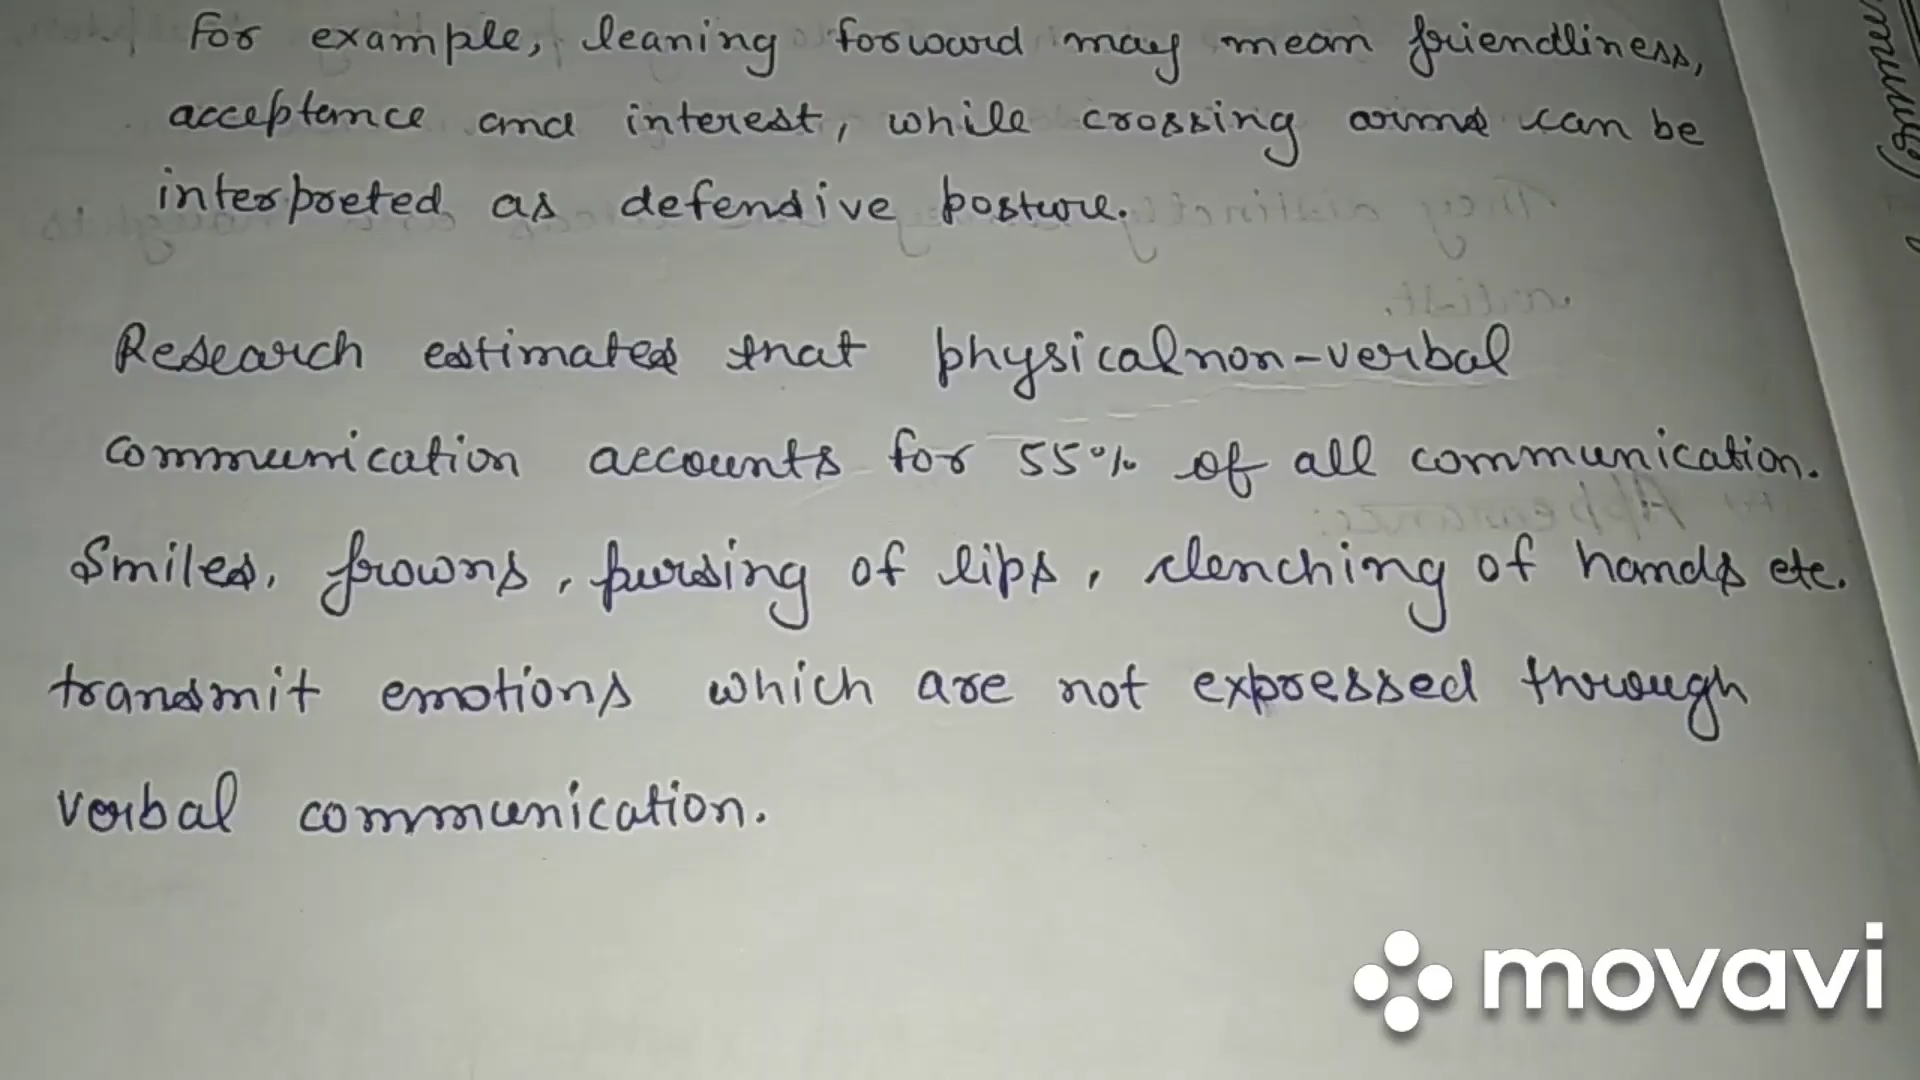 For example, leaning forward may mean friendliness,
acceptance and interest, while crossing arms can be
interpreted as defensive posture.
Research estimates that physical non-verbal
communication accounts for 55% of all communication.
Smiles, frowns, pursing of lips, clenching of hands etc.
transmit emotions which are not expressed through
verbal communication.
movavi